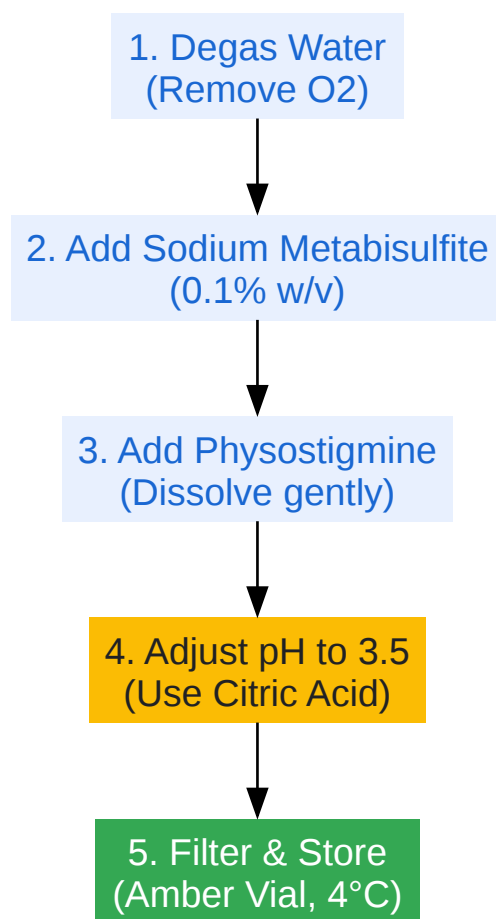 1. Degas Water
(Remove O2)
2. Add Sodium Metabisulfite
(0.1% w/v)
3. Add Physostigmine
(Dissolve gently)
4. Adjust pH to 3.5
(Use Citric Acid)
5. Filter & Store
(Amber Vial, 4°C)